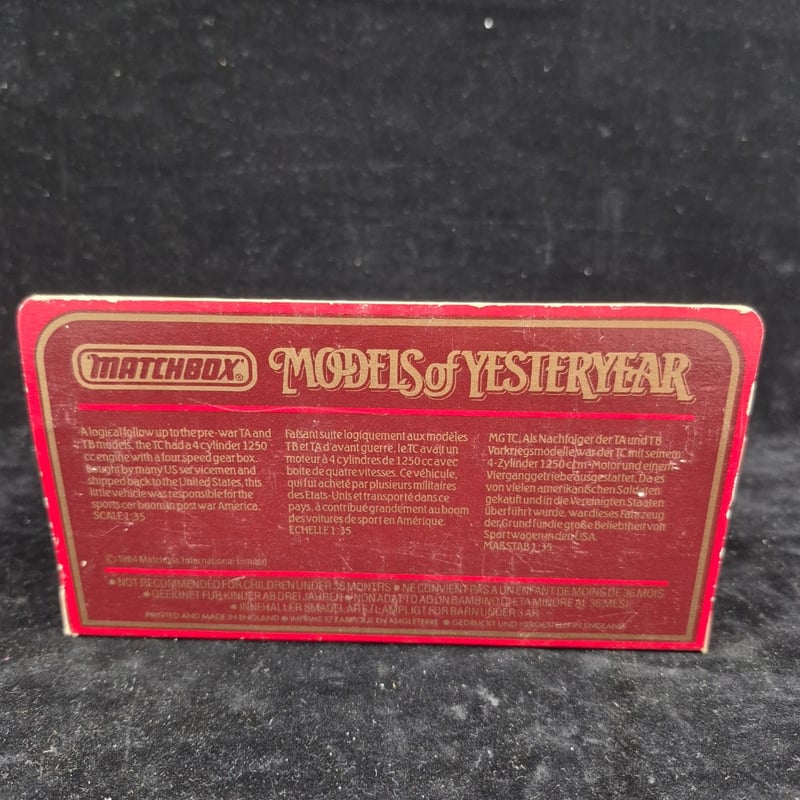 MATCHBOX®
MODELS of YESTERYEAR
A logical follow up to the pre-war TA and
TB models, the TC had a 4 cylinder 1250
cc engine with a four speed gear box.
Bought by many US servicemen and
shipped back to the United States, this
little vehicle was responsible for the
sports car boom in post war America.
SCALE 1:35
Faisant suite logiquement aux modèles
TB et TA d'avant guerre, le TC avait un
moteur à 4 cylindres de 1250 cc avec
boite de quatre vitesses. Ce véhicule,
qui fut acheté par plusieurs militaires
des Etats-Unis et transporté dans ce
pays, à contribué grandement au boom
des voitures de sport en Amérique.
ECHELLE 1:35
MG TC. Als Nachfolger der TA und TB
Vorkriegsmodelle war der TC mit seinem
4-Zylinder 1250 ccm-Motor und einem
Vierganggetriebe ausgestattet. Da es
von vielen amerikanischen Soldaten
gekauft und in die Vereinigten Staaten
überführt wurde, war dieses Fahrzeug
der Grund für die große Beliebtheit von
Sportwagen in den USA.
MAßSTAB 1:35
© 1984 Matchbox International Limited
• NOT RECOMMENDED FOR CHILDREN UNDER 36 MONTHS • NE CONVIENT PAS A UN ENFANT DE MOINS DE 36 MOIS
• GEEIGNET FUR KINDER AB DREI JAHREN • NON ADATTO AD UN BAMBINO DI ETA MINORE AI 36 MESI
• INNEHALLER SMADELAR EJ LAMPLIGT FOR BARN UNDER 3 AR
PRINTED AND MADE IN ENGLAND • IMPRIME ET FABRIQUE EN ANGLETERRE • GEDRUCKT UND HERGESTELLT IN ENGLAND